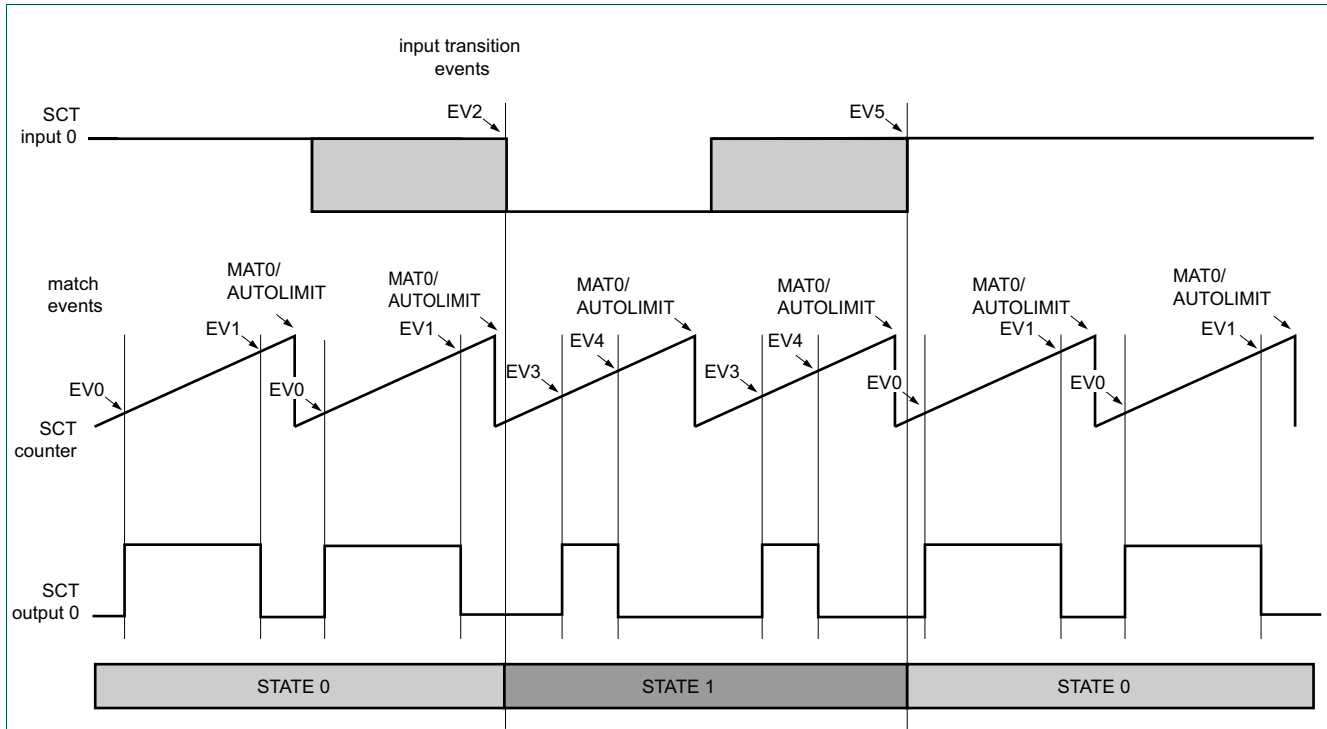 input transition
events
SCT
input 0
EV2
EV5
match
events
MAT0/
AUTOLIMIT
MAT0/
AUTOLIMIT
MAT0/
AUTOLIMIT
MAT0/
AUTOLIMIT
MAT0/
AUTOLIMIT
MAT0/
AUTOLIMIT
EV0
EV1
EV0
EV1
EV3
EV4
EV3
EV4
EV0
EV1
EV0
EV1
SCT
counter
SCT
output 0
STATE 0
STATE 1
STATE 0